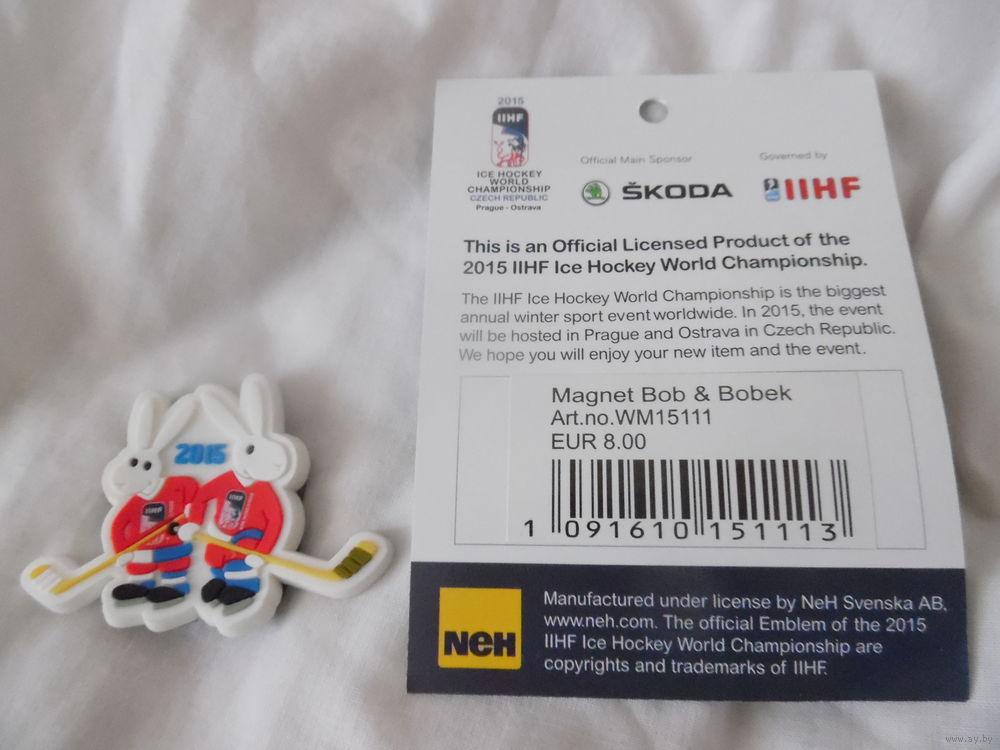 2015
IIHF
ICE HOCKEY
WORLD
CHAMPIONSHIP
CZECH REPUBLIC
Prague - Ostrava
Official Main Sponsor
ŠKODA
Governed by
IIHF
This is an Official Licensed Product of the
2015 IIHF Ice Hockey World Championship.
The IIHF Ice Hockey World Championship is the biggest
annual winter sport event worldwide. In 2015, the event
will be hosted in Prague and Ostrava in Czech Republic.
We hope you will enjoy your new item and the event.
Magnet Bob & Bobek
Art.no.WM15111
EUR 8.00
1 091610 151113
NeH
Manufactured under license by NeH Svenska AB,
www.neh.com. The official Emblem of the 2015
IIHF Ice Hockey World Championship are
copyrights and trademarks of IIHF.
2015
IIHF
IIHF
www.ay.by